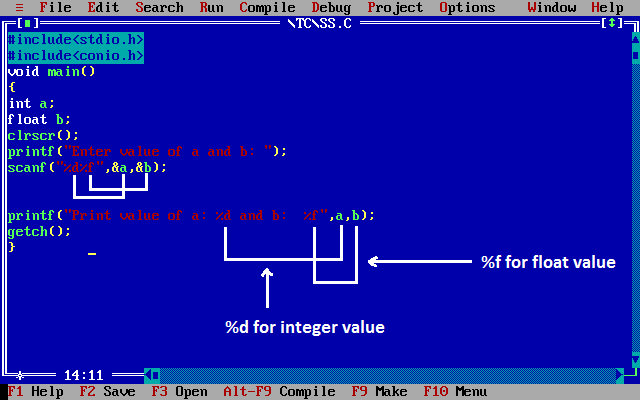 ≡ File Edit Search Run Compile Debug Project Options Window Help
[■] \TC\SS.C [↕]
#include<stdio.h>
#include<conio.h>
void main()
{
int a;
float b;
clrscr();
printf("Enter value of a and b: ");
scanf("%d%f",&a,&b);
printf("Print value of a: %d and b:  %f",a,b);
getch();
}
%f for float value
%d for integer value
14:11
F1 Help F2 Save F3 Open Alt-F9 Compile F9 Make F10 Menu